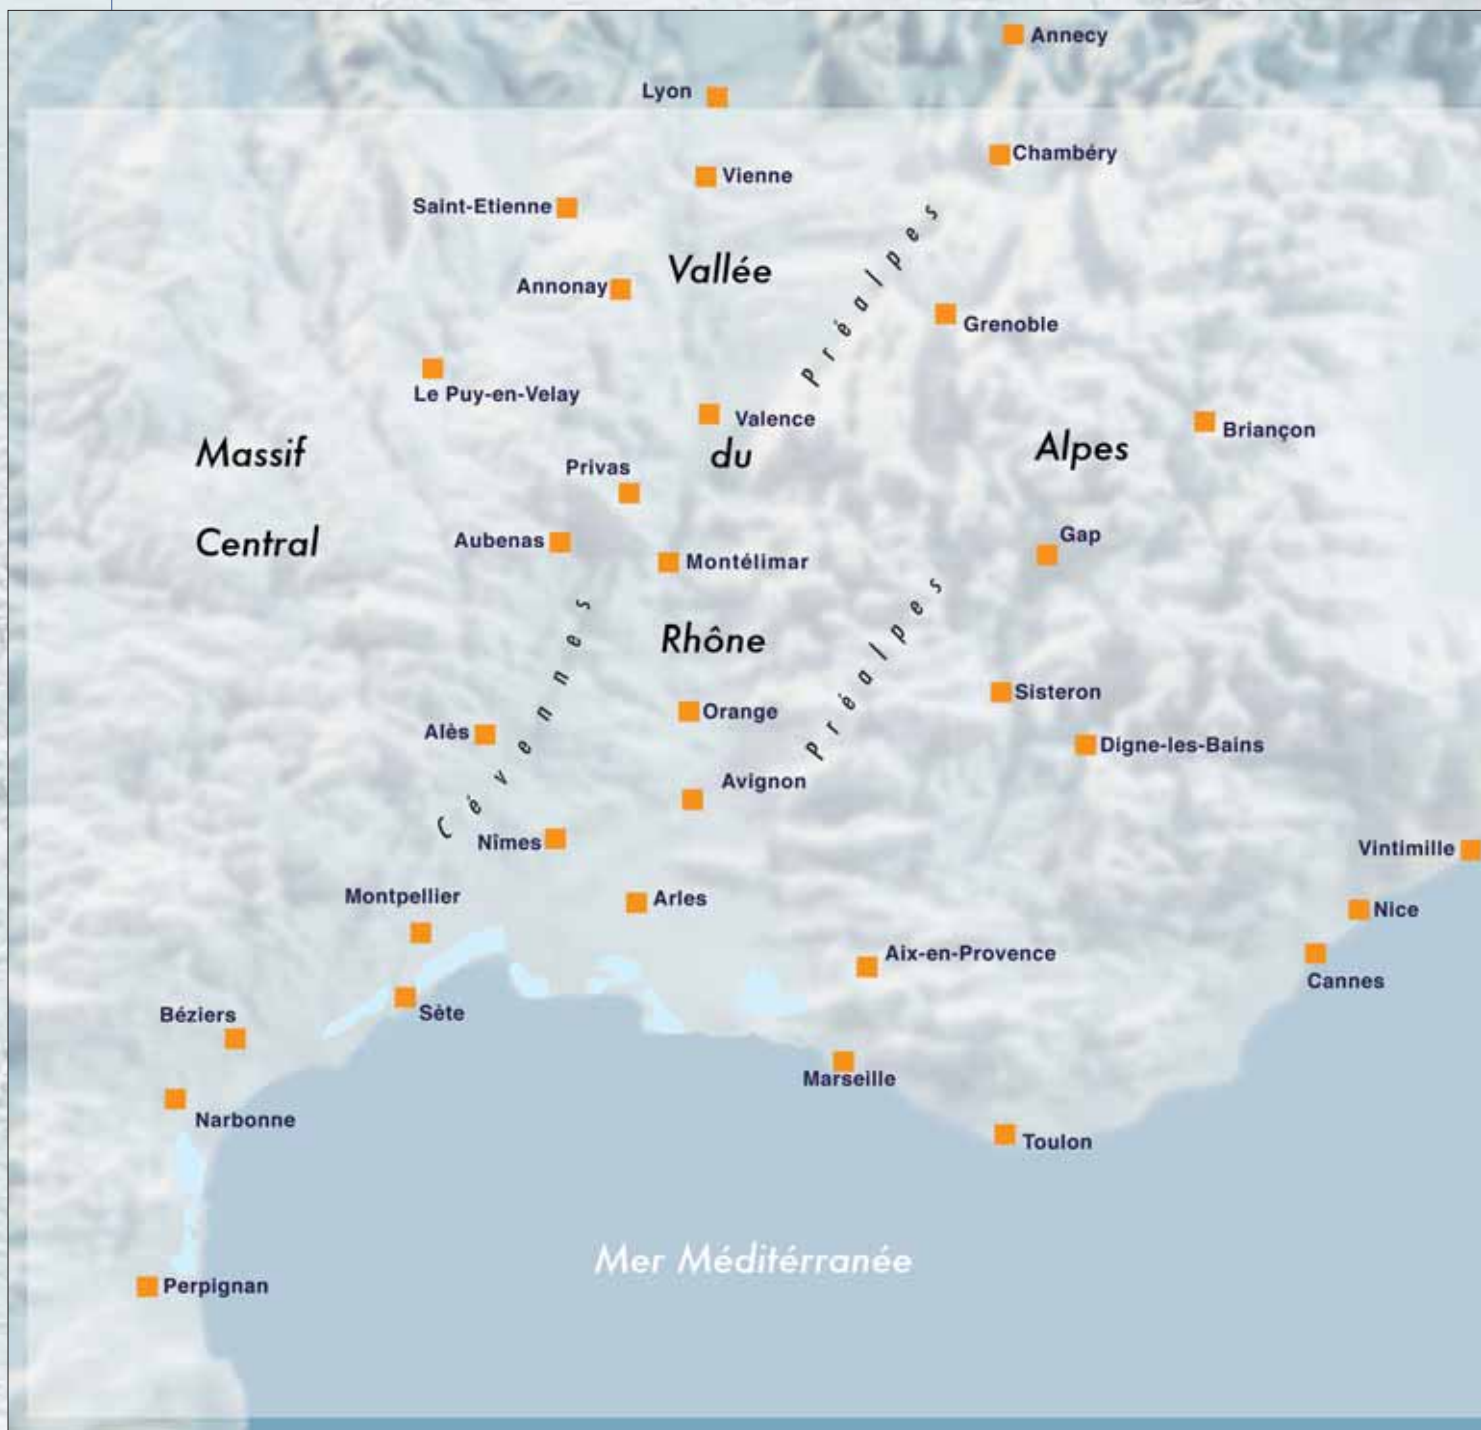 Annecy
Lyon
Chambéry
Vienne
Saint-Etienne
Préalpes
Vallée
Annonay
Grenoble
Le Puy-en-Velay
Valence
Briançon
Massif
du
Alpes
Privas
Central
Aubenas
Gap
Montélimar
Cévennes
Rhône
Préalpes
Sisteron
Orange
Alès
Digne-les-Bains
Avignon
Nîmes
Vintimille
Montpellier
Arles
Nice
Aix-en-Provence
Cannes
Béziers
Sète
Marseille
Narbonne
Toulon
Mer Méditérranée
Perpignan